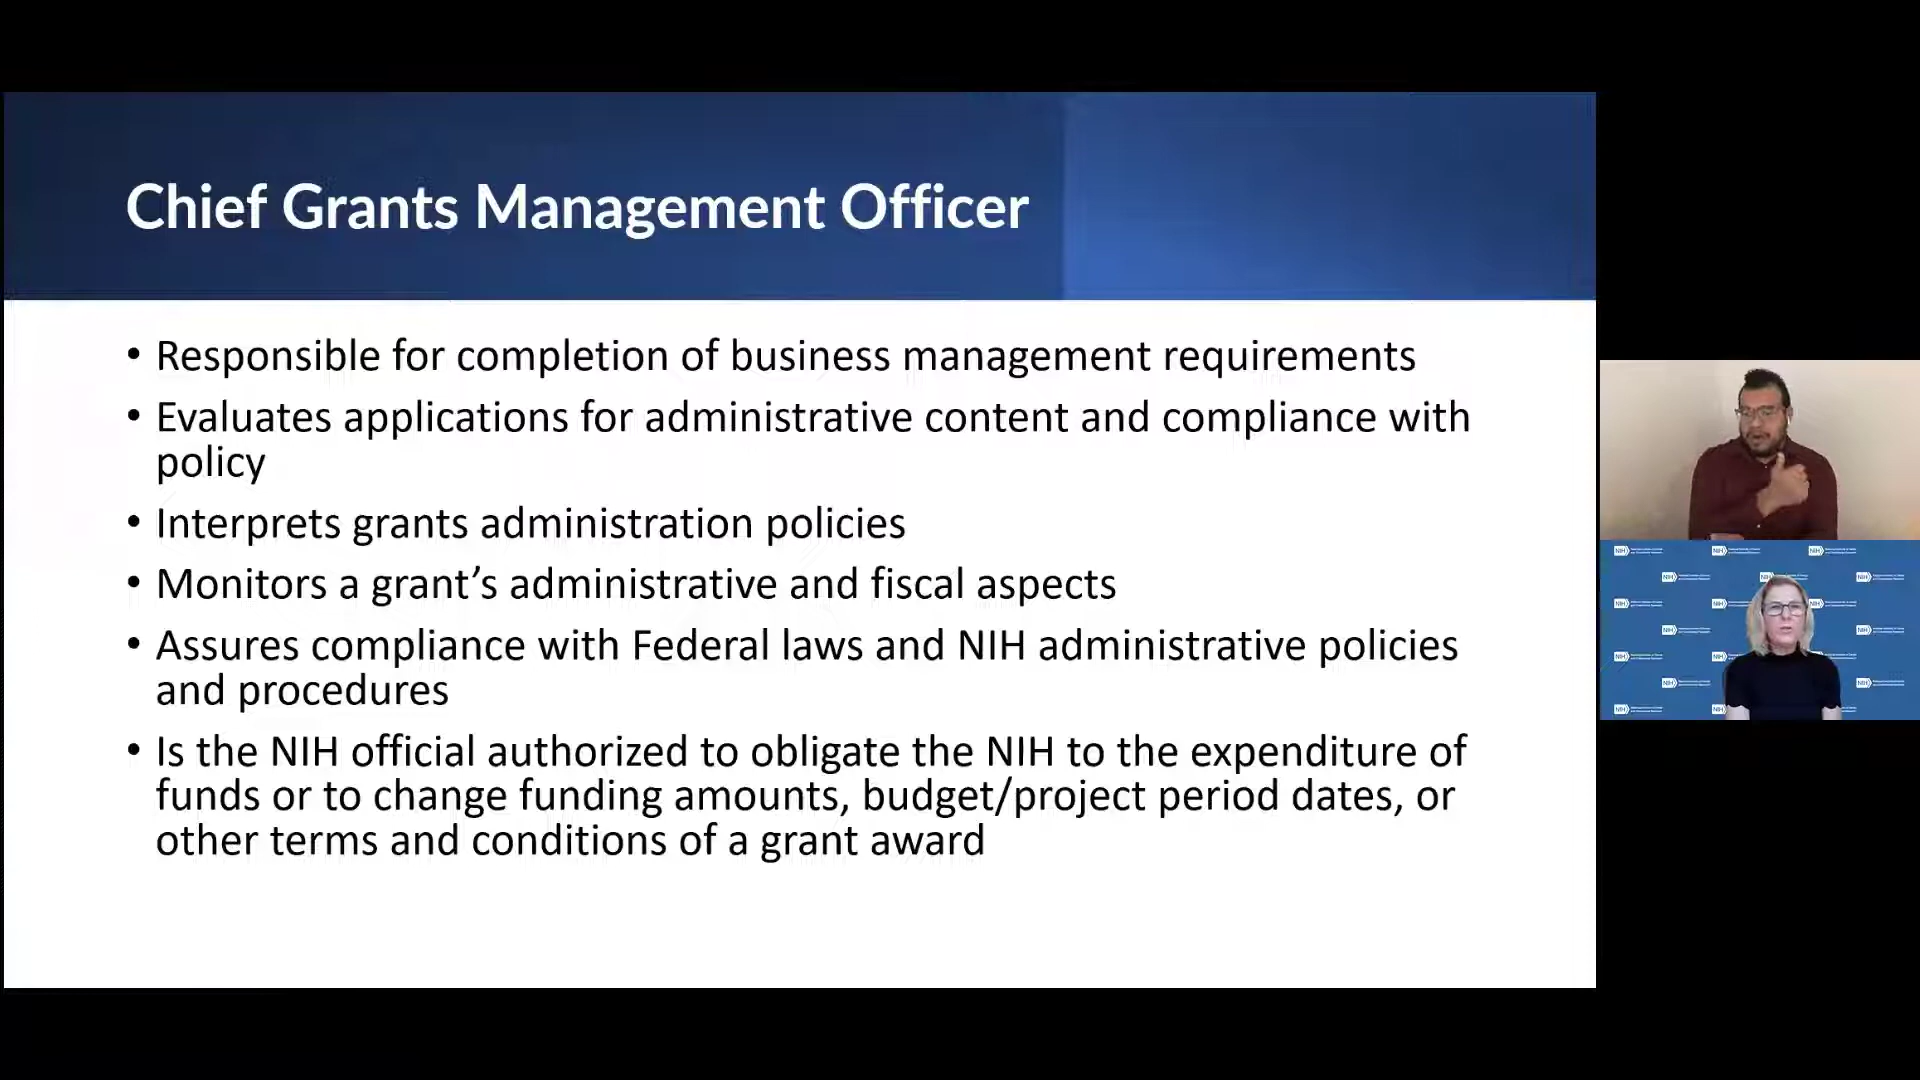 Chief Grants Management Officer
• Responsible for completion of business management requirements
• Evaluates applications for administrative content and compliance with
policy
• Interprets grants administration policies
• Monitors a grant’s administrative and fiscal aspects
• Assures compliance with Federal laws and NIH administrative policies
and procedures
• Is the NIH official authorized to obligate the NIH to the expenditure of
funds or to change funding amounts, budget/project period dates, or
other terms and conditions of a grant award
NIH